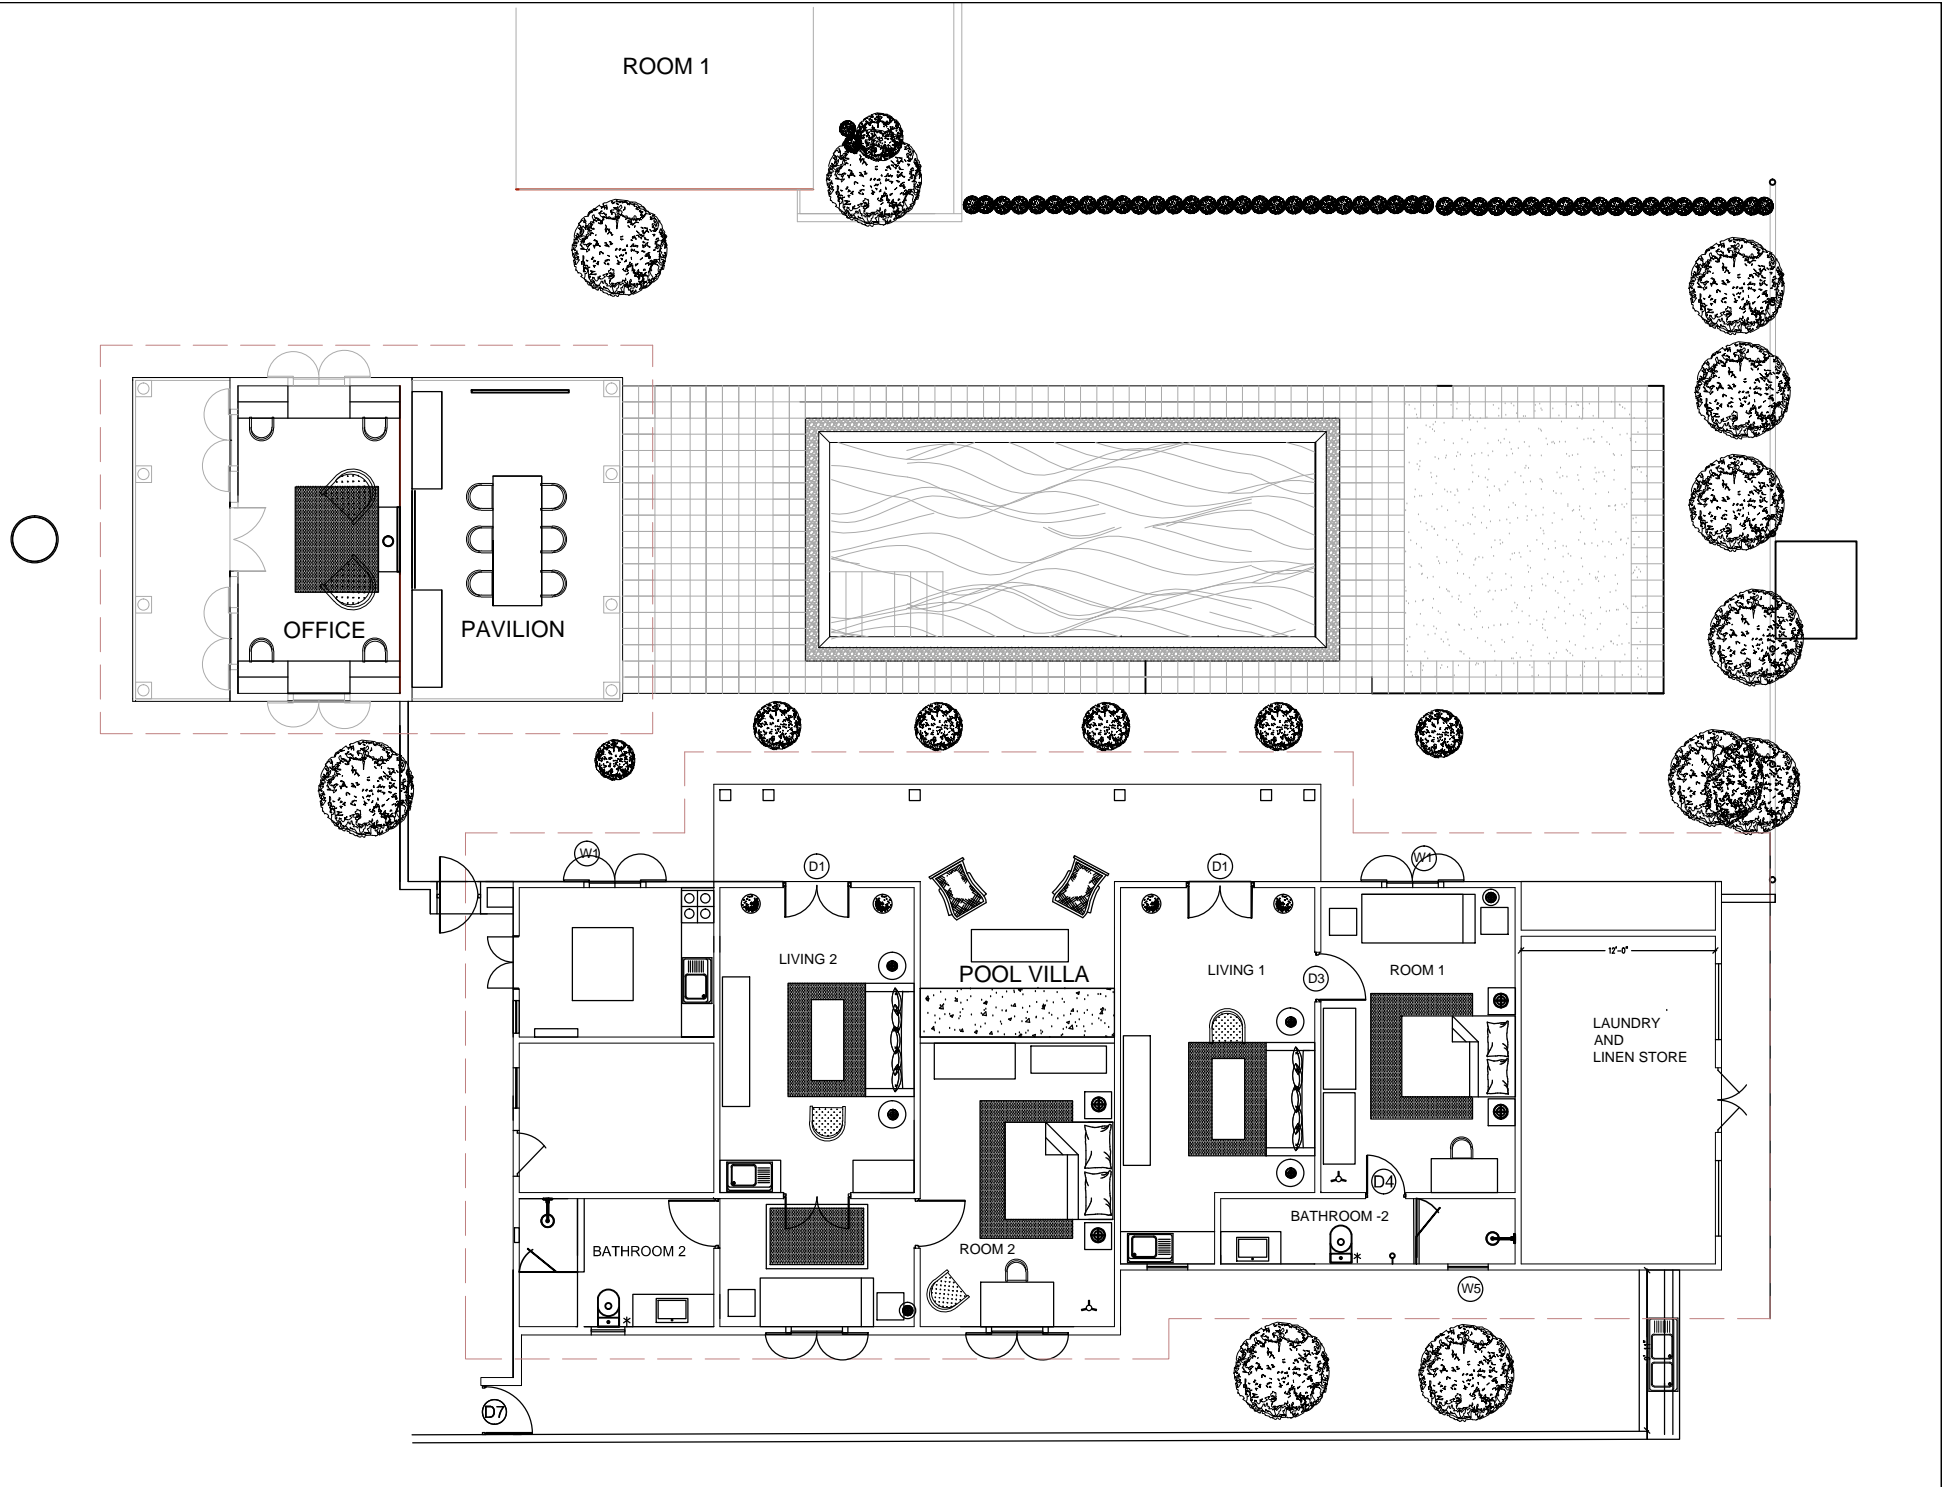 ROOM 1
OFFICE
PAVILION
W1
D1
D1
W1
LIVING 2
POOL VILLA
LIVING 1
D3
ROOM 1
12'-0"
LAUNDRY
AND
LINEN STORE
D4
BATHROOM 2
ROOM 2
BATHROOM -2
W5
D7